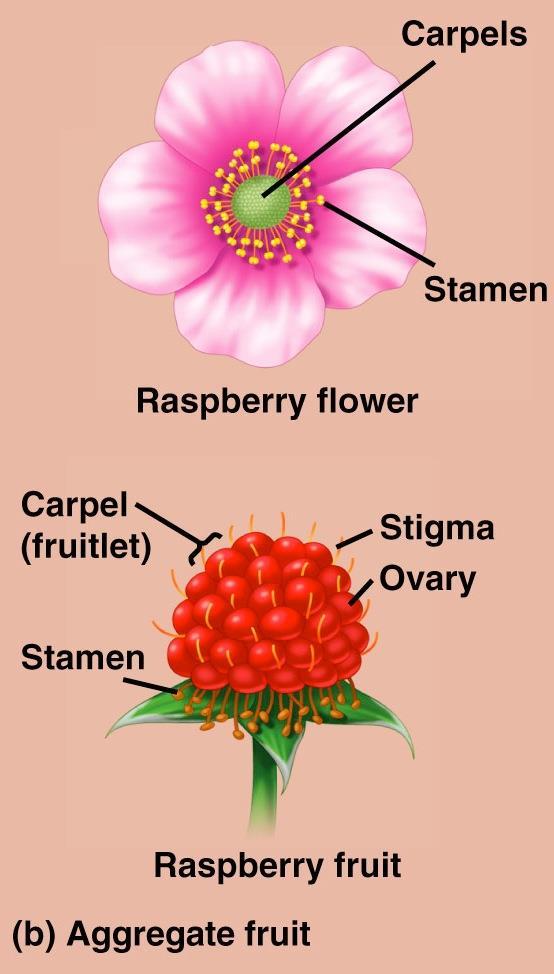 Carpels
Stamen
Raspberry flower
Carpel
(fruitlet)
Stigma
Ovary
Stamen
Raspberry fruit
(b) Aggregate fruit